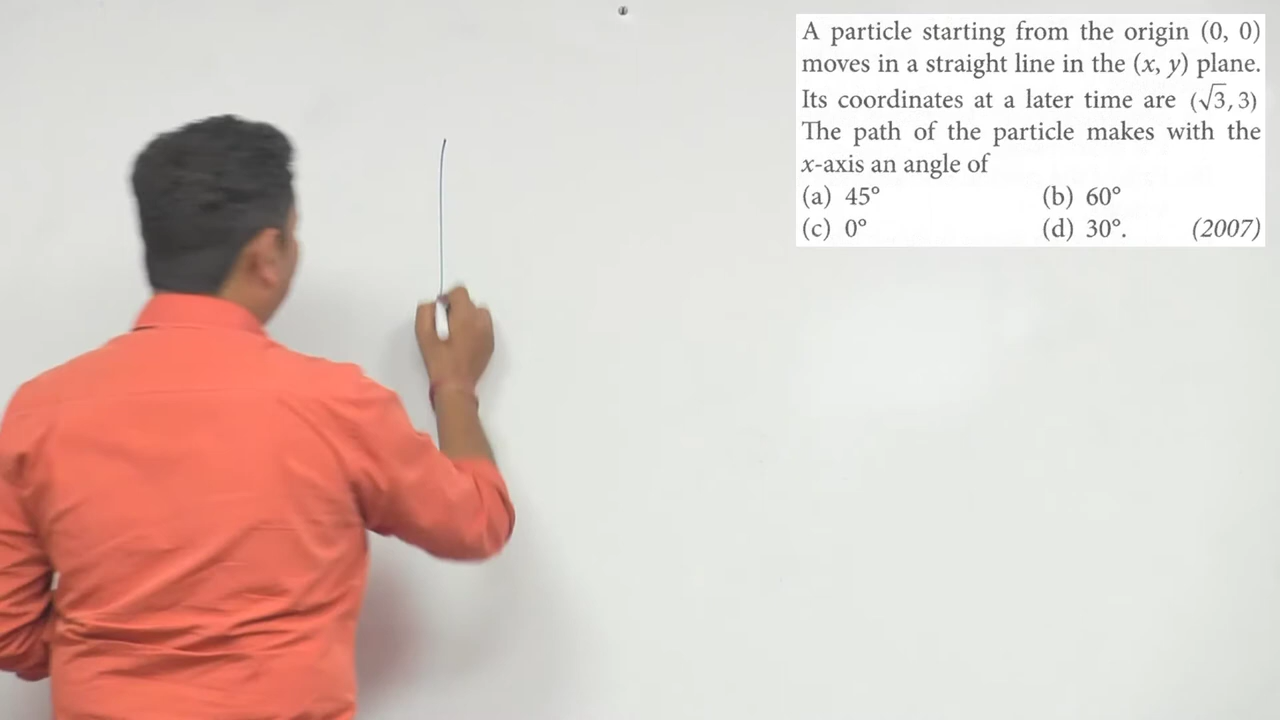 A particle starting from the origin (0, 0)
moves in a straight line in the (x, y) plane.
Its coordinates at a later time are (√3, 3)
The path of the particle makes with the
x-axis an angle of
(a) 45° (b) 60°
(c) 0° (d) 30°. (2007)